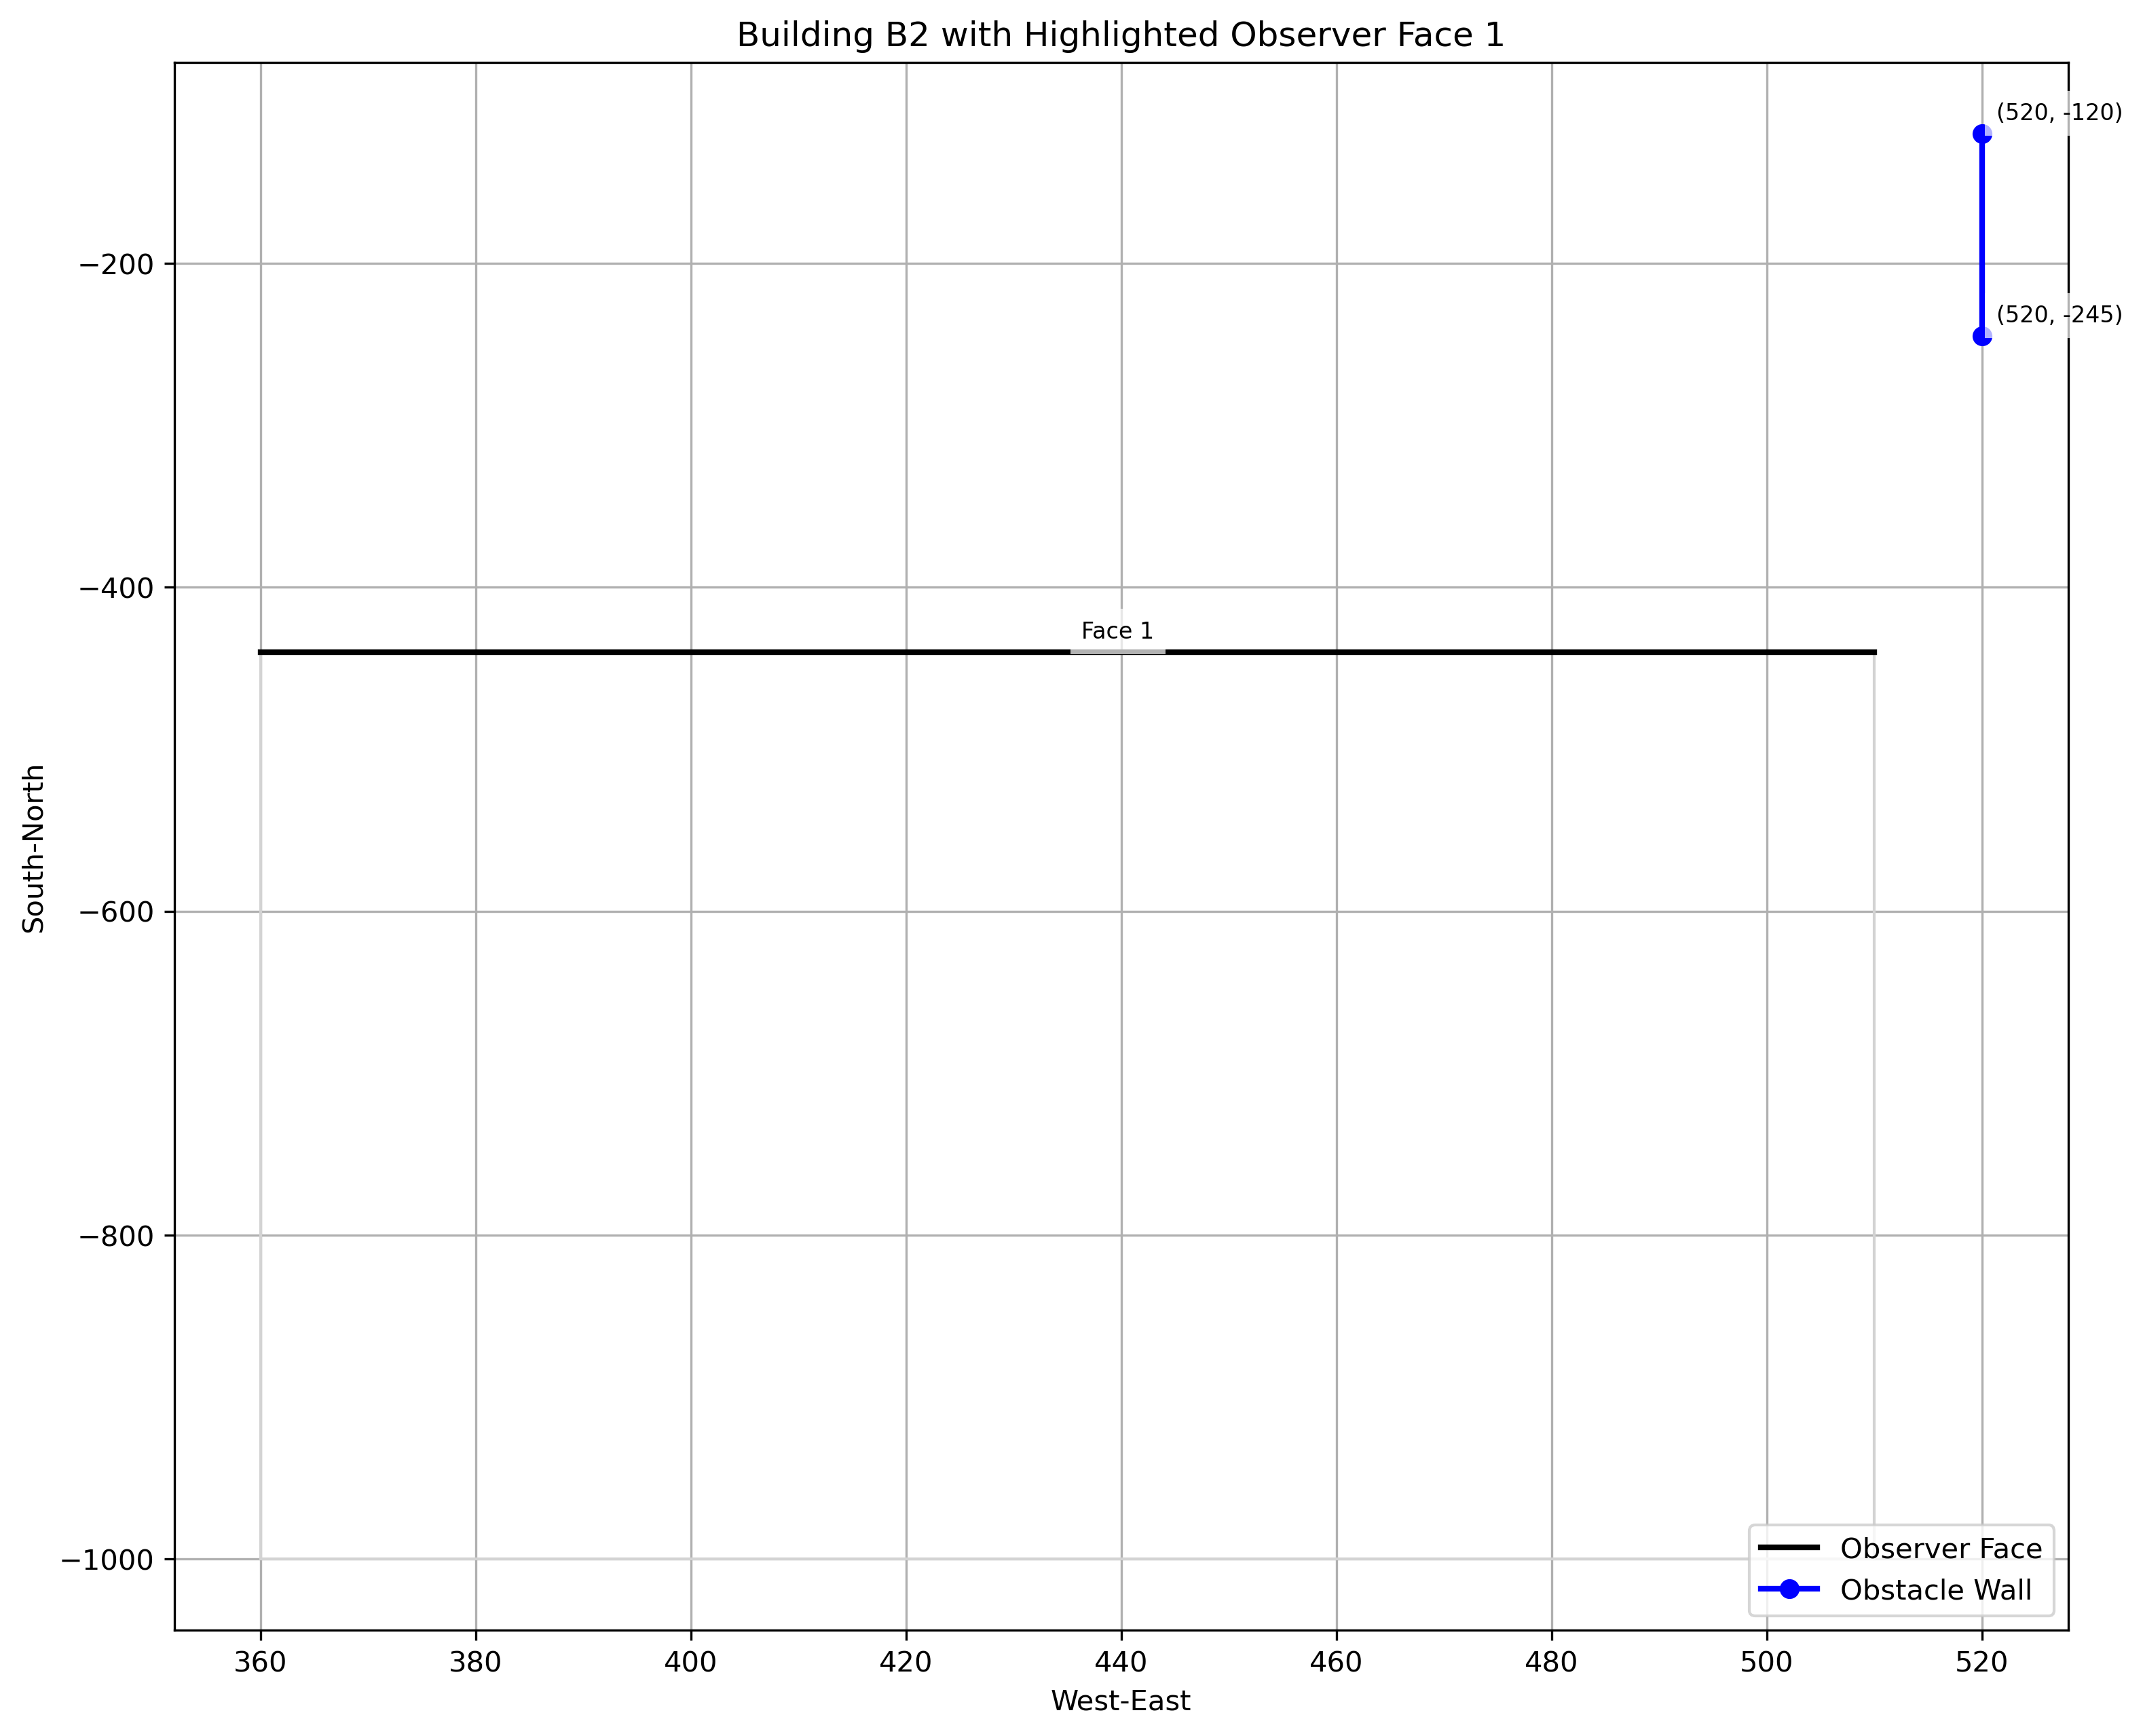 Building B2 with Highlighted Observer Face 1
(520, -120)
−200
(520, -245)
−400
Face 1
−600
−800
−1000
South-North
Observer Face
Obstacle Wall
360 380 400 420 440 460 480 500 520
West-East